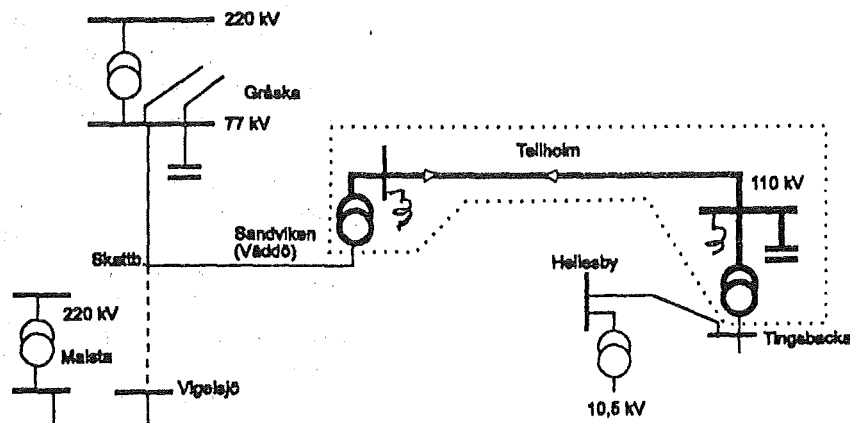 220 kV
Gråska
77 kV
Tellholm
110 kV
Sandviken
(Väddö)
Skattb.
Hellesby
220 kV
Malsta
Tingsbacka
Vigelsjö
10,5 kV